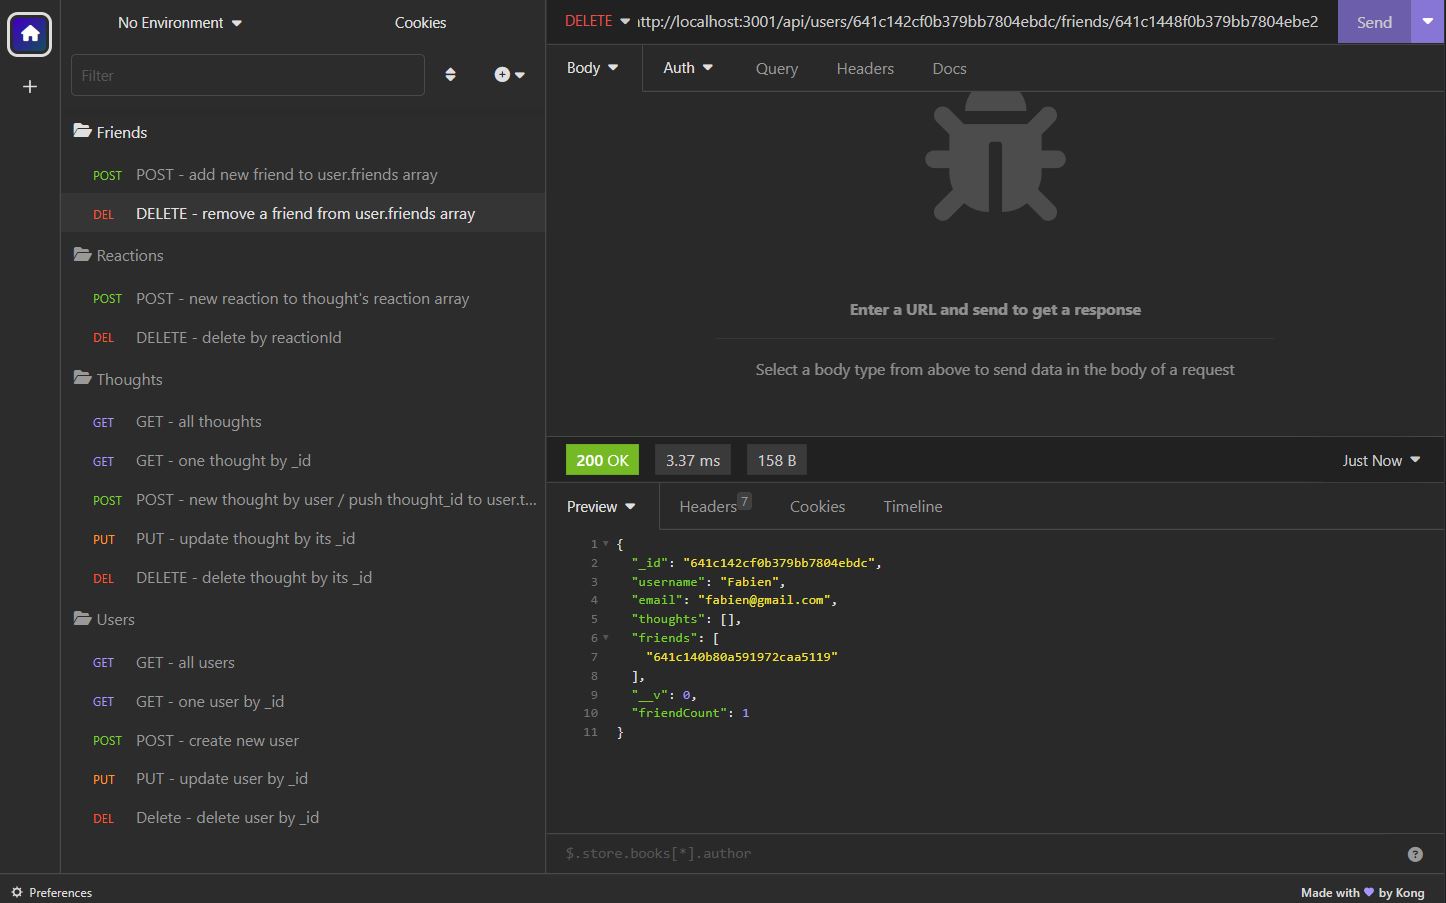 No Environment
Cookies
Filter
Friends
POST POST - add new friend to user.friends array
DEL DELETE - remove a friend from user.friends array
Reactions
POST POST - new reaction to thought's reaction array
DEL DELETE - delete by reactionId
Thoughts
GET GET - all thoughts
GET GET - one thought by _id
POST POST - new thought by user / push thought_id to user.t...
PUT PUT - update thought by its _id
DEL DELETE - delete thought by its _id
Users
GET GET - all users
GET GET - one user by _id
POST POST - create new user
PUT PUT - update user by _id
DEL Delete - delete user by _id
Preferences
DELETE ttp://localhost:3001/api/users/641c142cf0b379bb7804ebdc/friends/641c1448f0b379bb7804ebe2 Send
Body Auth Query Headers Docs
Enter a URL and send to get a response
Select a body type from above to send data in the body of a request
200 OK 3.37 ms 158 B Just Now
Preview Headers 7 Cookies Timeline
1 {
2 "_id": "641c142cf0b379bb7804ebdc",
3 "username": "Fabien",
4 "email": "fabien@gmail.com",
5 "thoughts": [],
6 "friends": [
7 "641c140b80a591972caa5119"
8 ],
9 "__v": 0,
10 "friendCount": 1
11 }
$.store.books[*].author ?
Made with 💜 by Kong